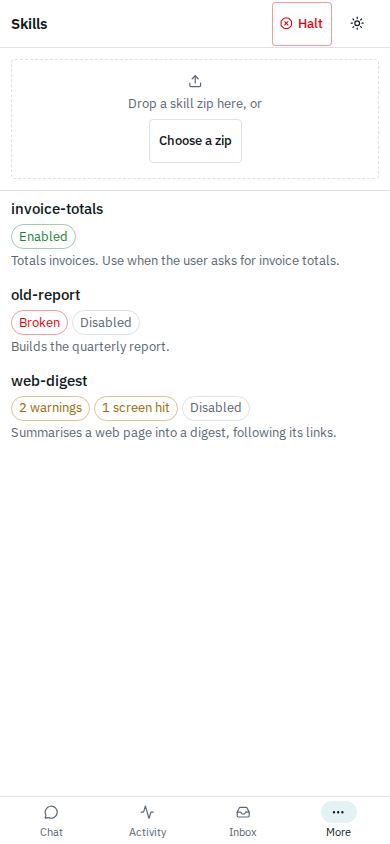 Skills
Halt
Drop a skill zip here, or
Choose a zip
invoice-totals
Enabled
Totals invoices. Use when the user asks for invoice totals.
old-report
Broken Disabled
Builds the quarterly report.
web-digest
2 warnings 1 screen hit Disabled
Summarises a web page into a digest, following its links.
Chat Activity Inbox More